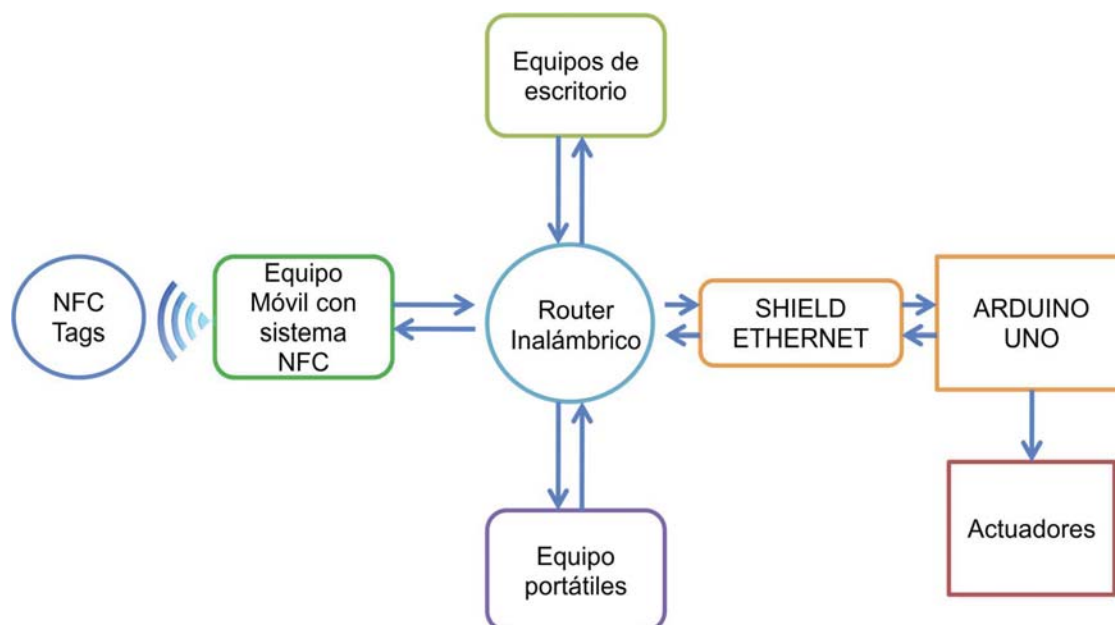 Equipos de
escritorio
NFC
Tags
Equipo
Móvil con
sistema
NFC
Router
Inalámbrico
SHIELD
ETHERNET
ARDUINO
UNO
Equipo
portátiles
Actuadores